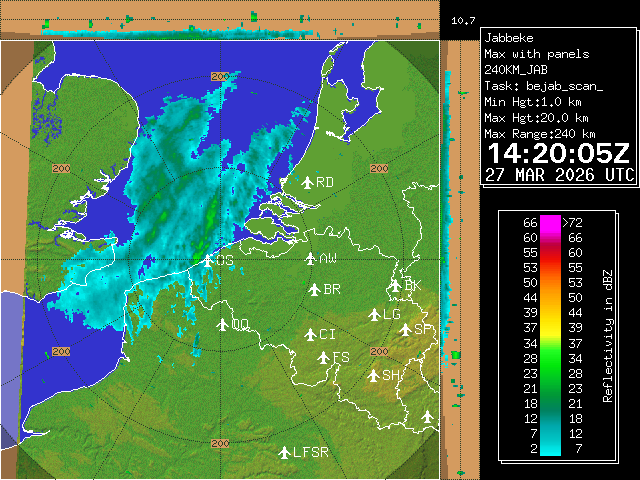 10.7
Jabbeke
Max with panels
240KM_JAB
Task: bejab_scan_
Min Hgt:1.0 km
Max Hgt:20.0 km
Max Range:240 km
14:20:05Z
27 MAR 2026 UTC
200
200
200
RD
OS
AW
BR
BK
LG
OO
CI
SP
FS
SH
200
200
200
LFSR
66 >72
60 66
55 60
53 55
50 53
44 50
39 44
37 39
34 37
28 34
23 28
21 23
18 21
12 18
7 12
2 7
Reflectivity in dBZ